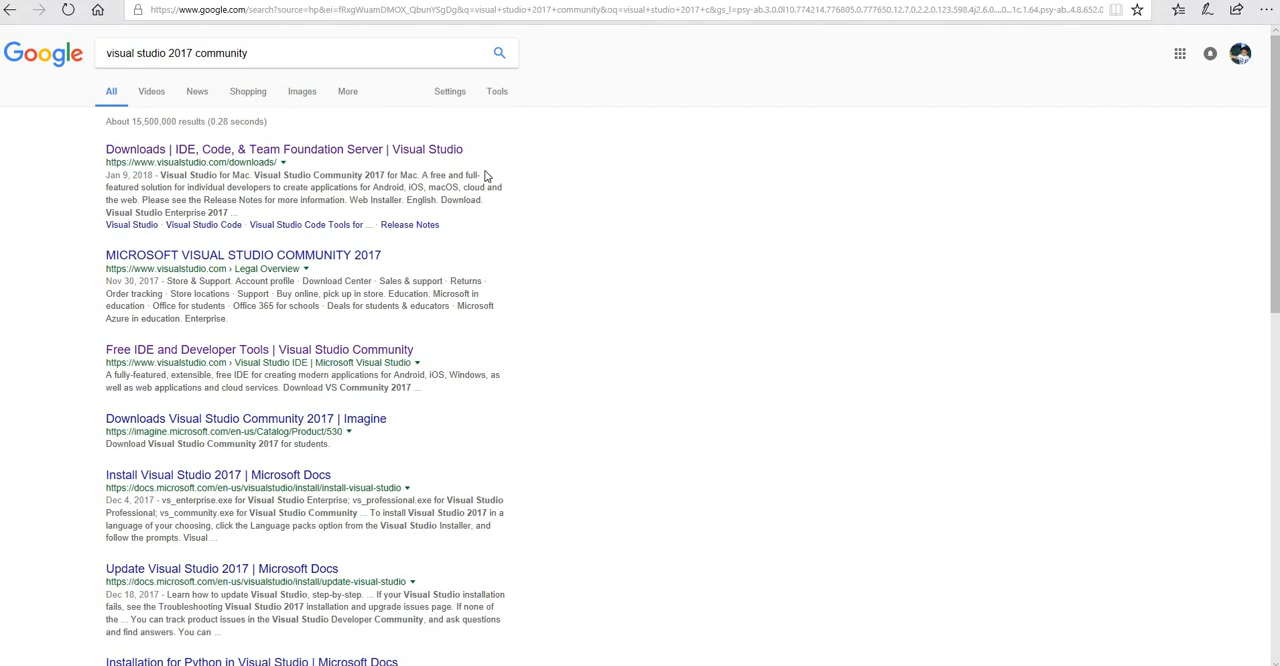 https://www.google.com/search?source=hp&ei=fRxgWuamDMOX_QbunYSgDg&q=visual+studio+2017+community&oq=visual+studio+2017+c&gs_l=psy-ab.3.0.0l10.774214.776805.0.777650.12.7.0.2.2.0.123.598.4j2.6.0....0...1c.1.64.psy-ab..4.8.652.0
Google
visual studio 2017 community
All Videos News Shopping Images More Settings Tools
About 15,500,000 results (0.28 seconds)
Downloads | IDE, Code, & Team Foundation Server | Visual Studio
https://www.visualstudio.com/downloads/
Jan 9, 2018 - Visual Studio for Mac. Visual Studio Community 2017 for Mac. A free and full-
featured solution for individual developers to create applications for Android, iOS, macOS, cloud and
the web. Please see the Release Notes for more information. Web Installer. English. Download.
Visual Studio Enterprise 2017 ...
Visual Studio · Visual Studio Code · Visual Studio Code Tools for ... · Release Notes
MICROSOFT VISUAL STUDIO COMMUNITY 2017
https://www.visualstudio.com › Legal Overview
Nov 30, 2017 - Store & Support. Account profile · Download Center · Sales & support · Returns ·
Order tracking · Store locations · Support · Buy online, pick up in store. Education. Microsoft in
education · Office for students · Office 365 for schools · Deals for students & educators · Microsoft
Azure in education. Enterprise.
Free IDE and Developer Tools | Visual Studio Community
https://www.visualstudio.com › Visual Studio IDE | Microsoft Visual Studio
A fully-featured, extensible, free IDE for creating modern applications for Android, iOS, Windows, as
well as web applications and cloud services. Download VS Community 2017 ...
Downloads Visual Studio Community 2017 | Imagine
https://imagine.microsoft.com/en-us/Catalog/Product/530
Download Visual Studio Community 2017 for students.
Install Visual Studio 2017 | Microsoft Docs
https://docs.microsoft.com/en-us/visualstudio/install/install-visual-studio
Dec 4, 2017 - vs_enterprise.exe for Visual Studio Enterprise; vs_professional.exe for Visual Studio
Professional; vs_community.exe for Visual Studio Community ... To install Visual Studio 2017 in a
language of your choosing, click the Language packs option from the Visual Studio Installer, and
follow the prompts. Visual ...
Update Visual Studio 2017 | Microsoft Docs
https://docs.microsoft.com/en-us/visualstudio/install/update-visual-studio
Dec 18, 2017 - Learn how to update Visual Studio, step-by-step. ... If your Visual Studio installation
fails, see the Troubleshooting Visual Studio 2017 installation and upgrade issues page. If none of
the ... You can track product issues in the Visual Studio Developer Community, and ask questions
and find answers. You can ...
Installation for Python in Visual Studio | Microsoft Docs